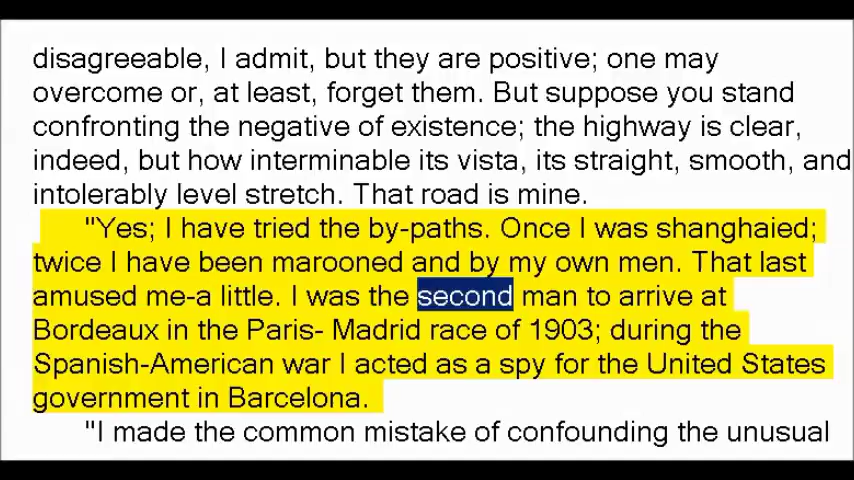 disagreeable, I admit, but they are positive; one may
overcome or, at least, forget them. But suppose you stand
confronting the negative of existence; the highway is clear,
indeed, but how interminable its vista, its straight, smooth, and
intolerably level stretch. That road is mine.
"Yes; I have tried the by-paths. Once I was shanghaied;
twice I have been marooned and by my own men. That last
amused me-a little. I was the second man to arrive at
Bordeaux in the Paris- Madrid race of 1903; during the
Spanish-American war I acted as a spy for the United States
government in Barcelona.
"I made the common mistake of confounding the unusual